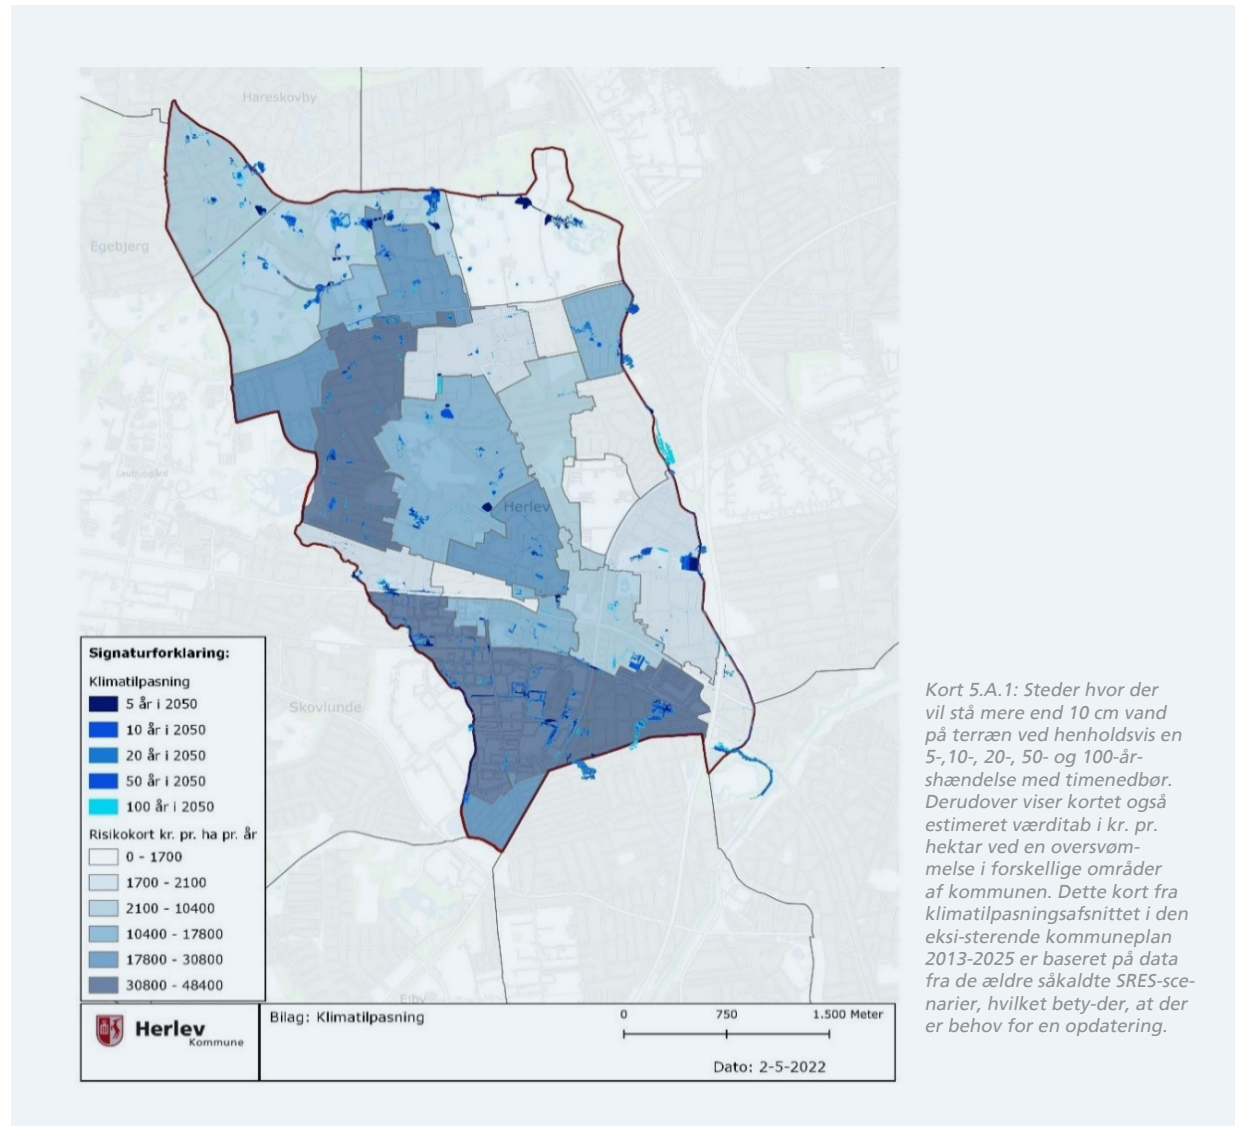 Hareskovby
Egebjerg
Herlev
Skovlunde
Signaturforklaring:
Klimatilpasning
5 år i 2050
10 år i 2050
20 år i 2050
50 år i 2050
100 år i 2050
Risikokort kr. pr. ha pr. år
0 - 1700
1700 - 2100
2100 - 10400
10400 - 17800
17800 - 30800
30800 - 48400
Herlev
Kommune
Bilag: Klimatilpasning
0 750 1.500 Meter
Dato: 2-5-2022
Kort 5.A.1: Steder hvor der
vil stå mere end 10 cm vand
på terræn ved henholdsvis en
5-,10-, 20-, 50- og 100-år-
shændelse med timenedbør.
Derudover viser kortet også
estimeret værditab i kr. pr.
hektar ved en oversvøm-
melse i forskellige områder
af kommunen. Dette kort fra
klimatilpasningsafsnittet i den
eksi-sterende kommuneplan
2013-2025 er baseret på data
fra de ældre såkaldte SRES-sce-
narier, hvilket bety-der, at der
er behov for en opdatering.